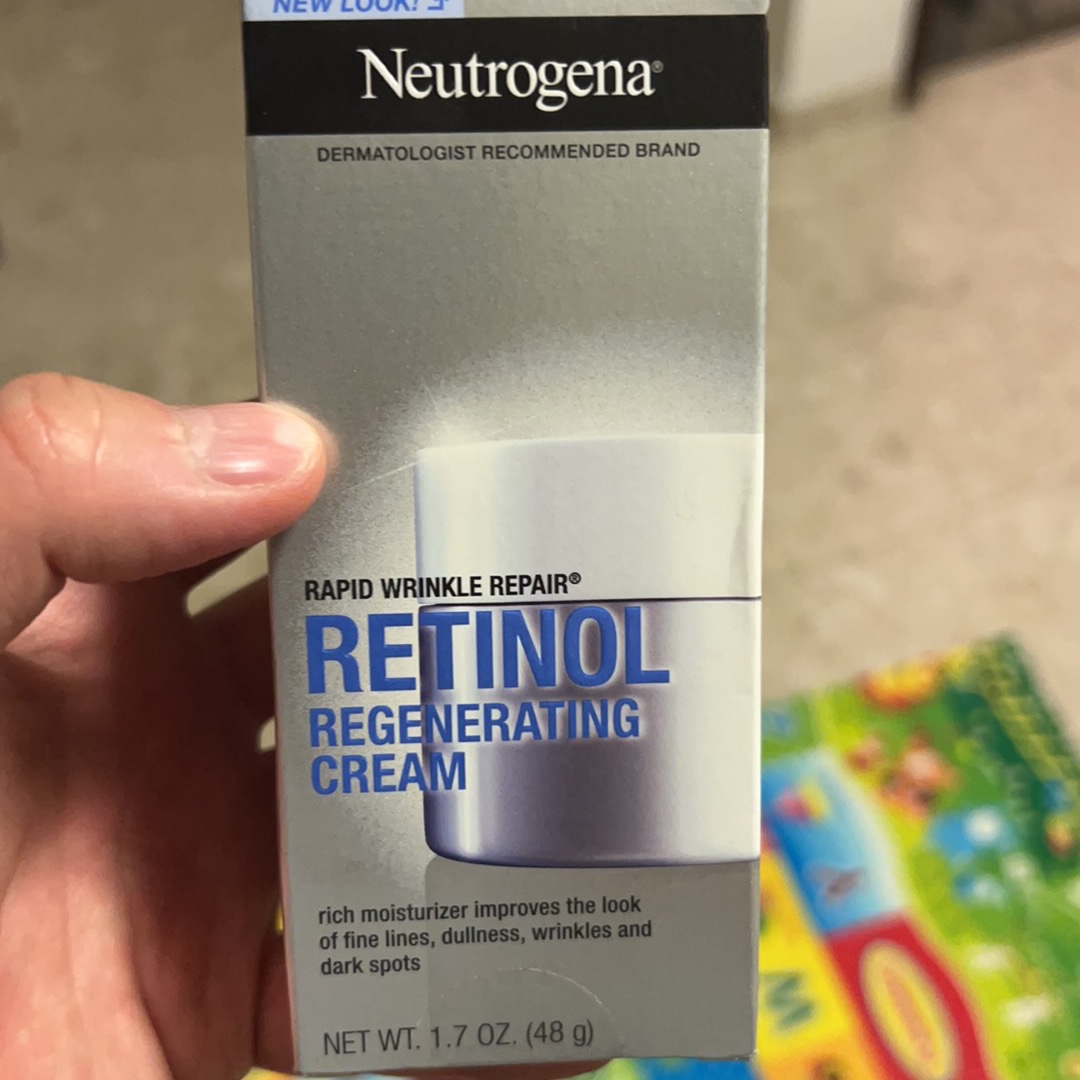 NEW LOOK!
Neutrogena®
DERMATOLOGIST RECOMMENDED BRAND
RAPID WRINKLE REPAIR®
RETINOL
REGENERATING
CREAM
rich moisturizer improves the look
of fine lines, dullness, wrinkles and
dark spots
NET WT. 1.7 OZ. (48 g)
M